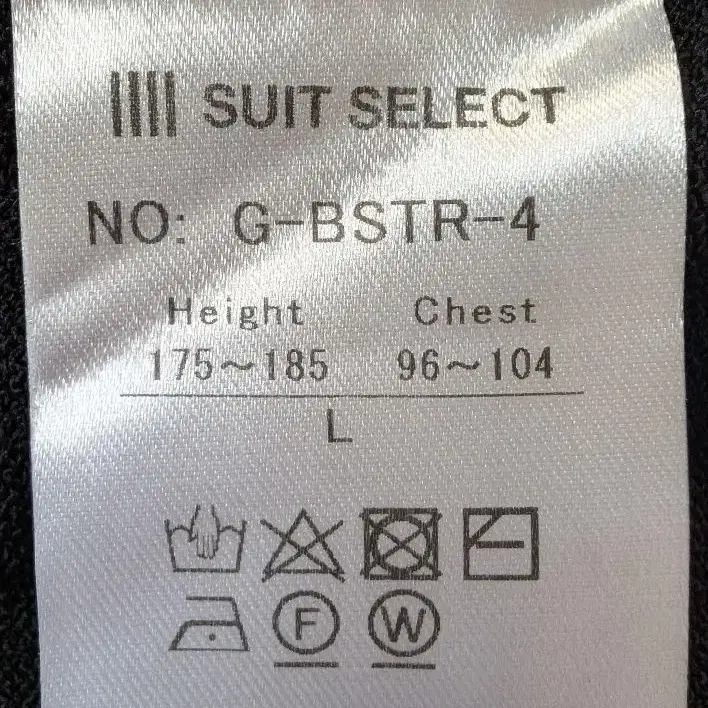 SUIT SELECT
NO: G-BSTR-4
Height Chest
175~185 96~104
L
F W